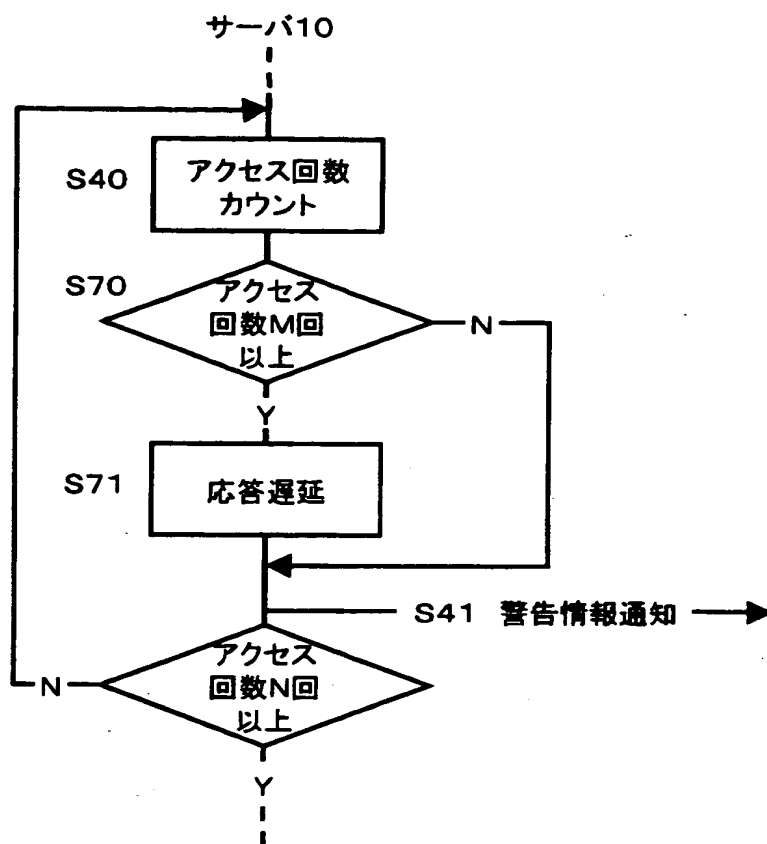 サーバ10
S40
アクセス回数
カウント
S70
アクセス
回数M回
以上
N
Y
S71
応答遅延
S41 警告情報通知
アクセス
回数N回
以上
N
Y